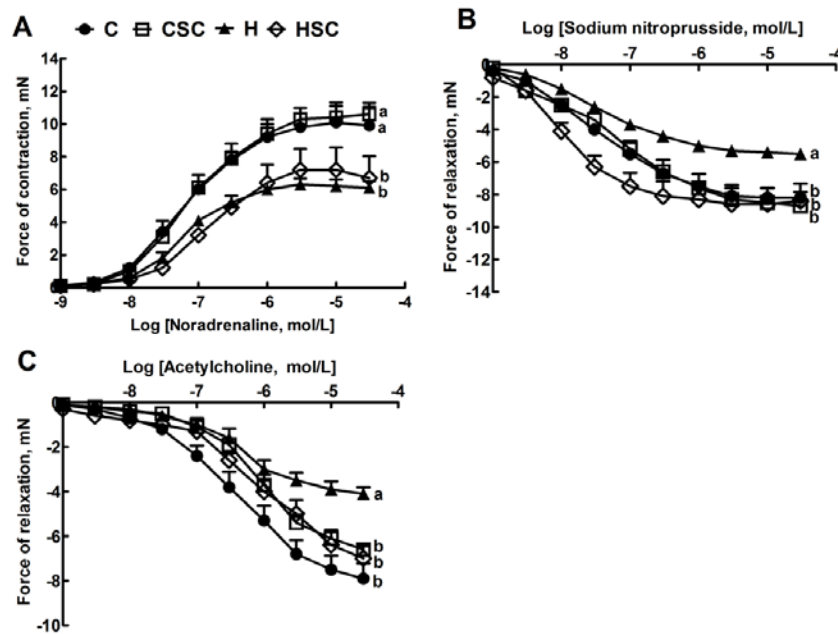 C CSC H HSC
A
14
12
10
8
6
4
2
0
Force of contraction, mN
a
a
b
b
-9 -8 -7 -6 -5 -4
Log [Noradrenaline, mol/L]
B
Log [Sodium nitroprusside, mol/L]
-8 -7 -6 -5 -4
0
-2
-4
-6
-8
-10
-12
-14
Force of relaxation, mN
a
b
b
b
C
Log [Acetylcholine, mol/L]
-8 -7 -6 -5 -4
0
-2
-4
-6
-8
-10
Force of relaxation, mN
a
b
b
b